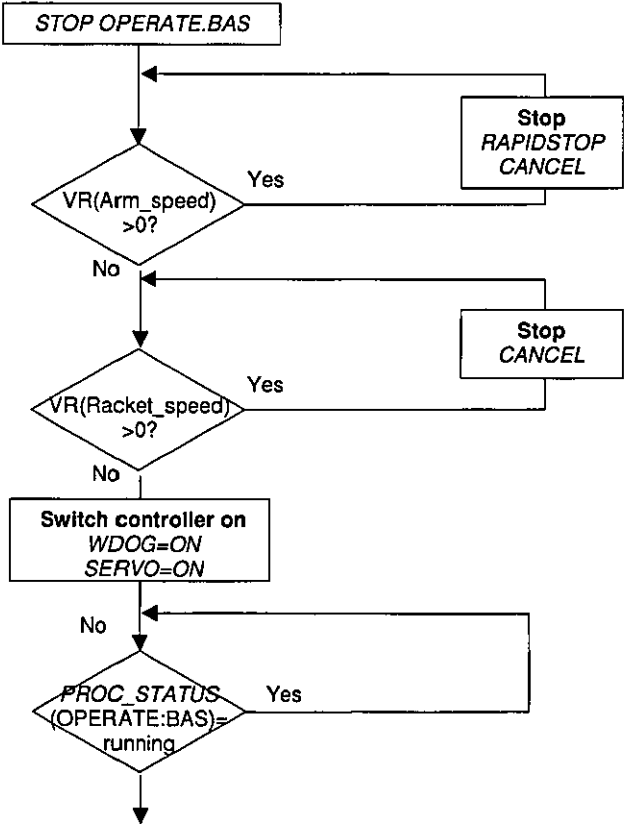 STOP OPERATE.BAS
Stop
RAPIDSTOP
CANCEL
VR(Arm_speed)
>0?
Yes
No
Stop
CANCEL
VR(Racket_speed)
>0?
Yes
No
Switch controller on
WDOG=ON
SERVO=ON
No
PROC_STATUS
(OPERATE:BAS)=
running
Yes